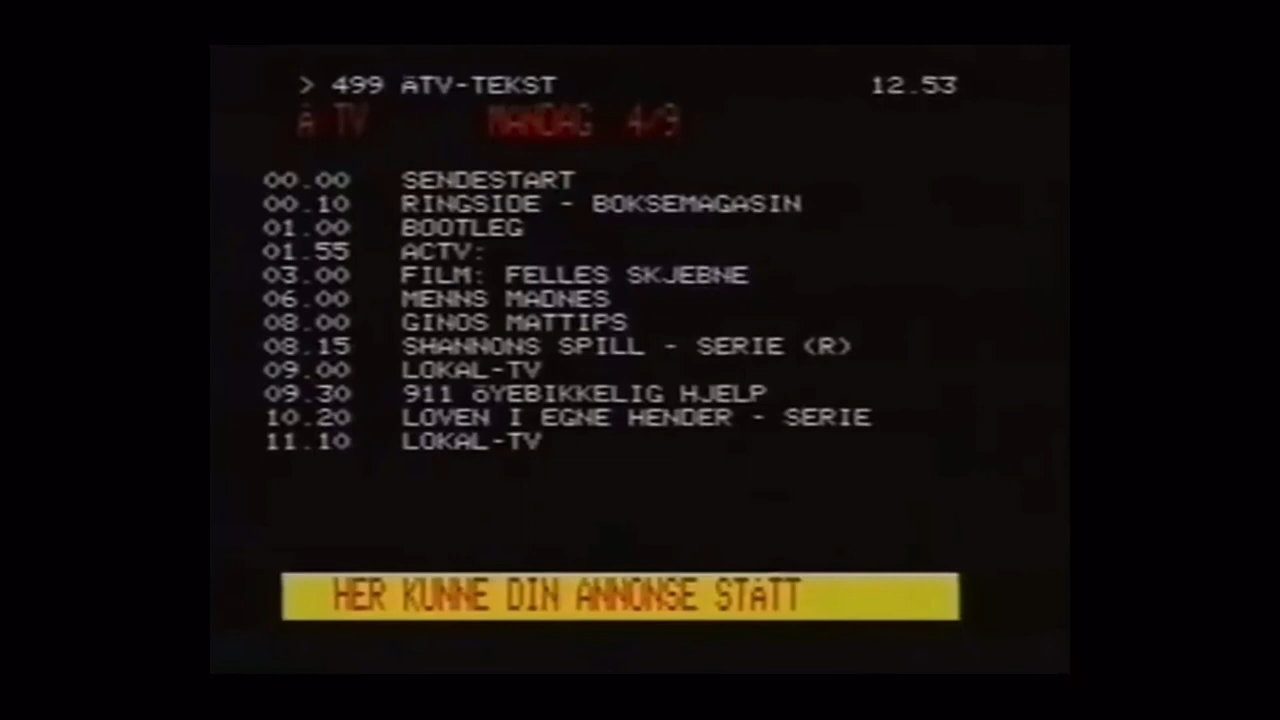 > 499 åTV-TEKST 12.53
Å TV MANDAG 4/9
00.00 SENDESTART
00.10 RINGSIDE - BOKSEMAGASIN
01.00 BOOTLEG
01.55 ACTV:
03.00 FILM: FELLES SKJEBNE
06.00 MENNS MADNES
08.00 GINOS MATTIPS
08.15 SHANNONS SPILL - SERIE (R)
09.00 LOKAL-TV
09.30 911 öYEBIKKELIG HJELP
10.20 LOVEN I EGNE HENDER - SERIE
11.10 LOKAL-TV
HER KUNNE DIN ANNONSE STåTT